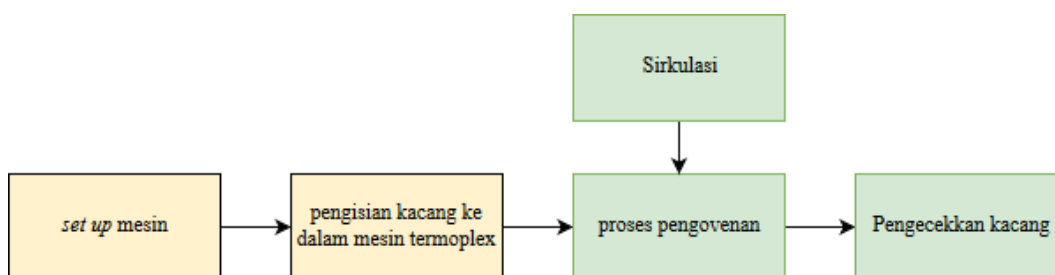 Sirkulasi
set up mesin
pengisian kacang ke
dalam mesin termoplex
proses pengovenan
Pengecekkan kacang